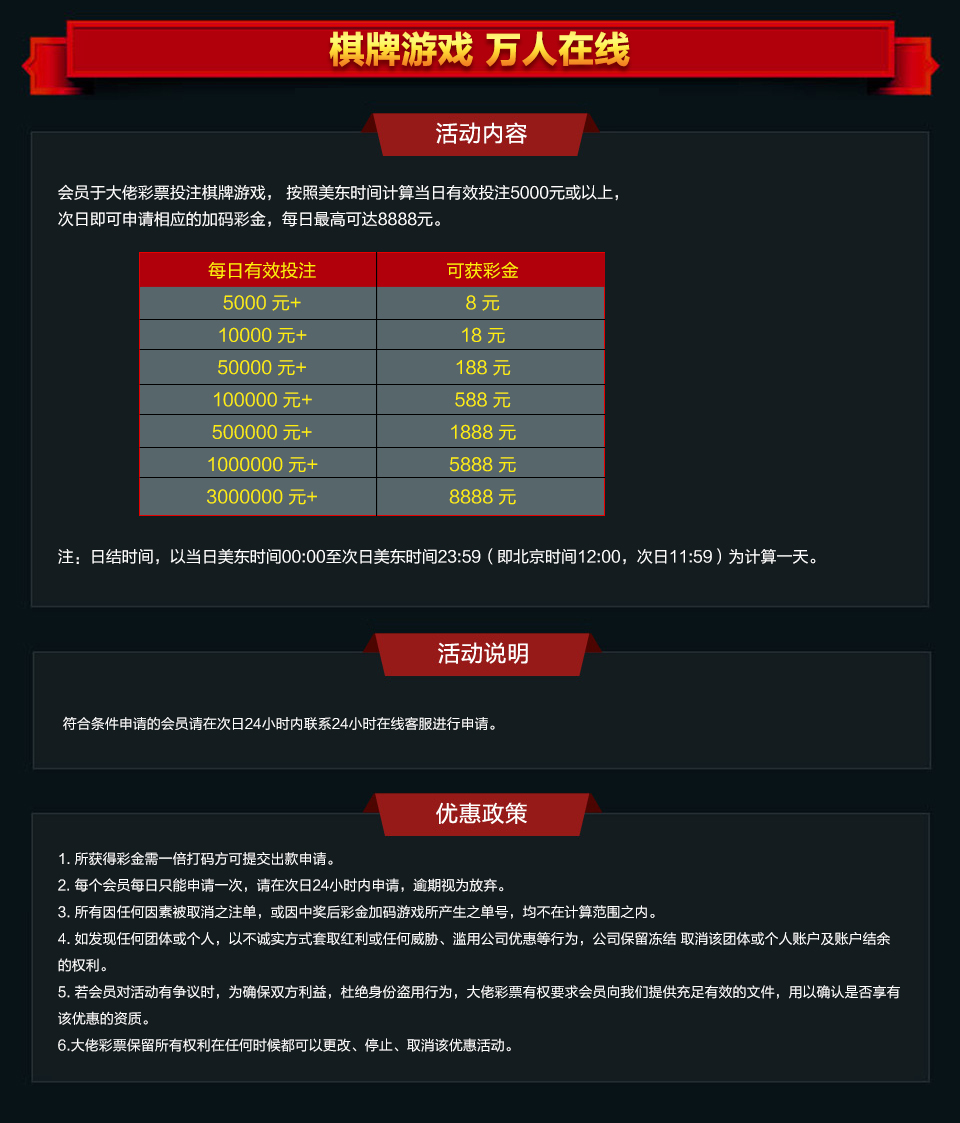 棋牌游戏 万人在线
活动内容
会员于大佬彩票投注棋牌游戏， 按照美东时间计算当日有效投注5000元或以上，
次日即可申请相应的加码彩金，每日最高可达8888元。
每日有效投注 可获彩金
5000 元+ 8 元
10000 元+ 18 元
50000 元+ 188 元
100000 元+ 588 元
500000 元+ 1888 元
1000000 元+ 5888 元
3000000 元+ 8888 元
注：日结时间，以当日美东时间00:00至次日美东时间23:59（即北京时间12:00，次日11:59）为计算一天。
活动说明
符合条件申请的会员请在次日24小时内联系24小时在线客服进行申请。
优惠政策
1. 所获得彩金需一倍打码方可提交出款申请。
2. 每个会员每日只能申请一次，请在次日24小时内申请，逾期视为放弃。
3. 所有因任何因素被取消之注单，或因中奖后彩金加码游戏所产生之单号，均不在计算范围之内。
4. 如发现任何团体或个人，以不诚实方式套取红利或任何威胁、滥用公司优惠等行为，公司保留冻结 取消该团体或个人账户及账户结余
的权利。
5. 若会员对活动有争议时，为确保双方利益，杜绝身份盗用行为，大佬彩票有权要求会员向我们提供充足有效的文件，用以确认是否享有
该优惠的资质。
6.大佬彩票保留所有权利在任何时候都可以更改、停止、取消该优惠活动。